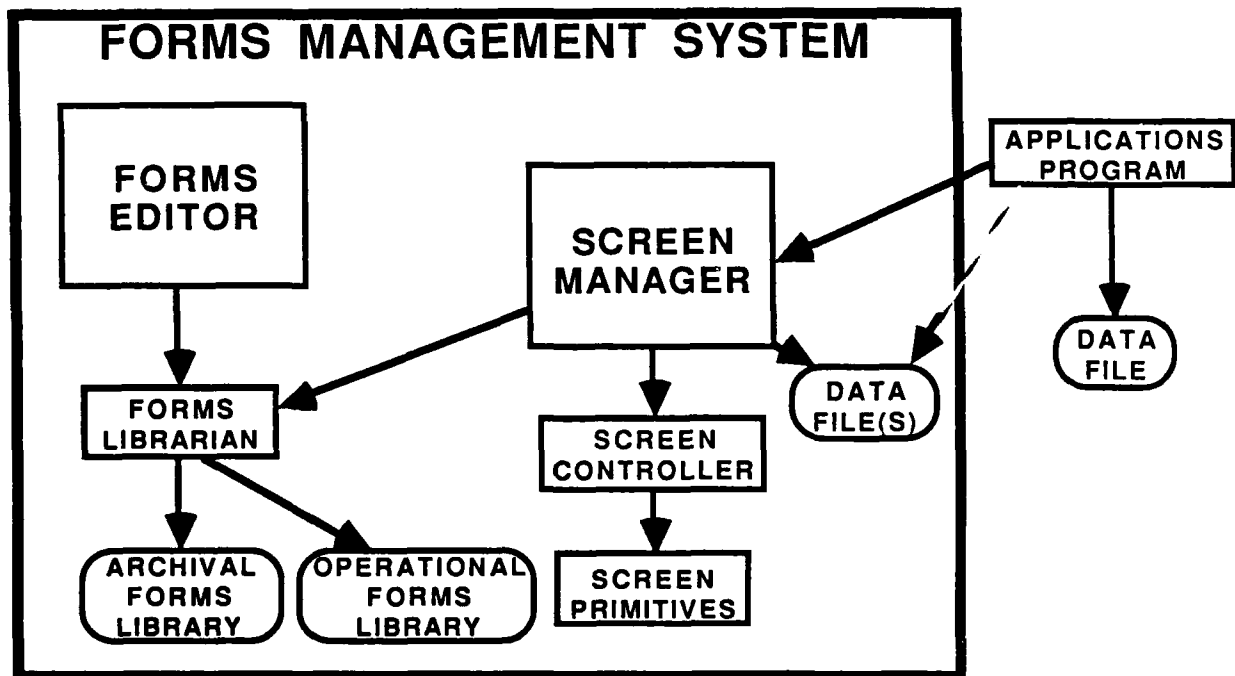 FORMS MANAGEMENT SYSTEM
FORMS
EDITOR
SCREEN
MANAGER
APPLICATIONS
PROGRAM
DATA
FILE
FORMS
LIBRARIAN
DATA
FILE(S)
SCREEN
CONTROLLER
ARCHIVAL
FORMS
LIBRARY
OPERATIONAL
FORMS
LIBRARY
SCREEN
PRIMITIVES